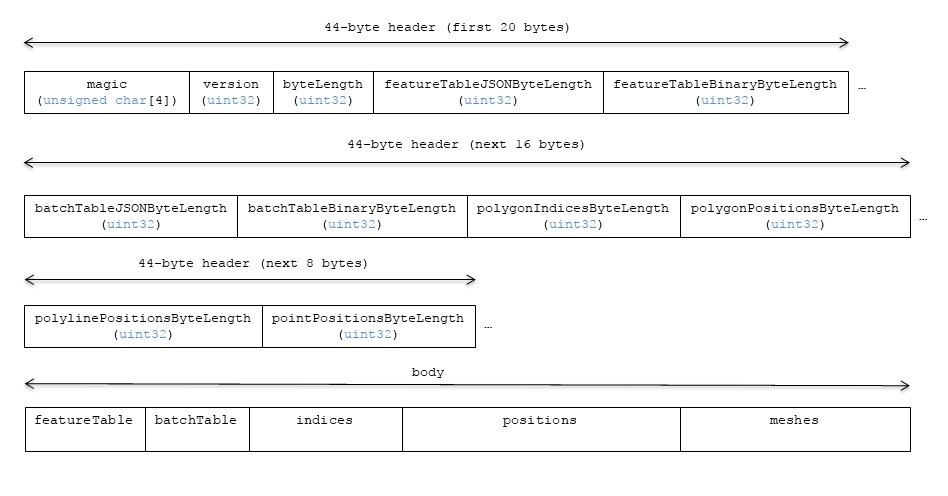 44-byte header (first 20 bytes)
magic version byteLength featureTableJSONByteLength featureTableBinaryByteLength
(unsigned char[4]) (uint32) (uint32) (uint32) (uint32) …
44-byte header (next 16 bytes)
batchTableJSONByteLength batchTableBinaryByteLength polygonIndicesByteLength polygonPositionsByteLength
(uint32) (uint32) (uint32) (uint32) …
44-byte header (next 8 bytes)
polylinePositionsByteLength pointPositionsByteLength
(uint32) (uint32) …
body
featureTable batchTable indices positions meshes